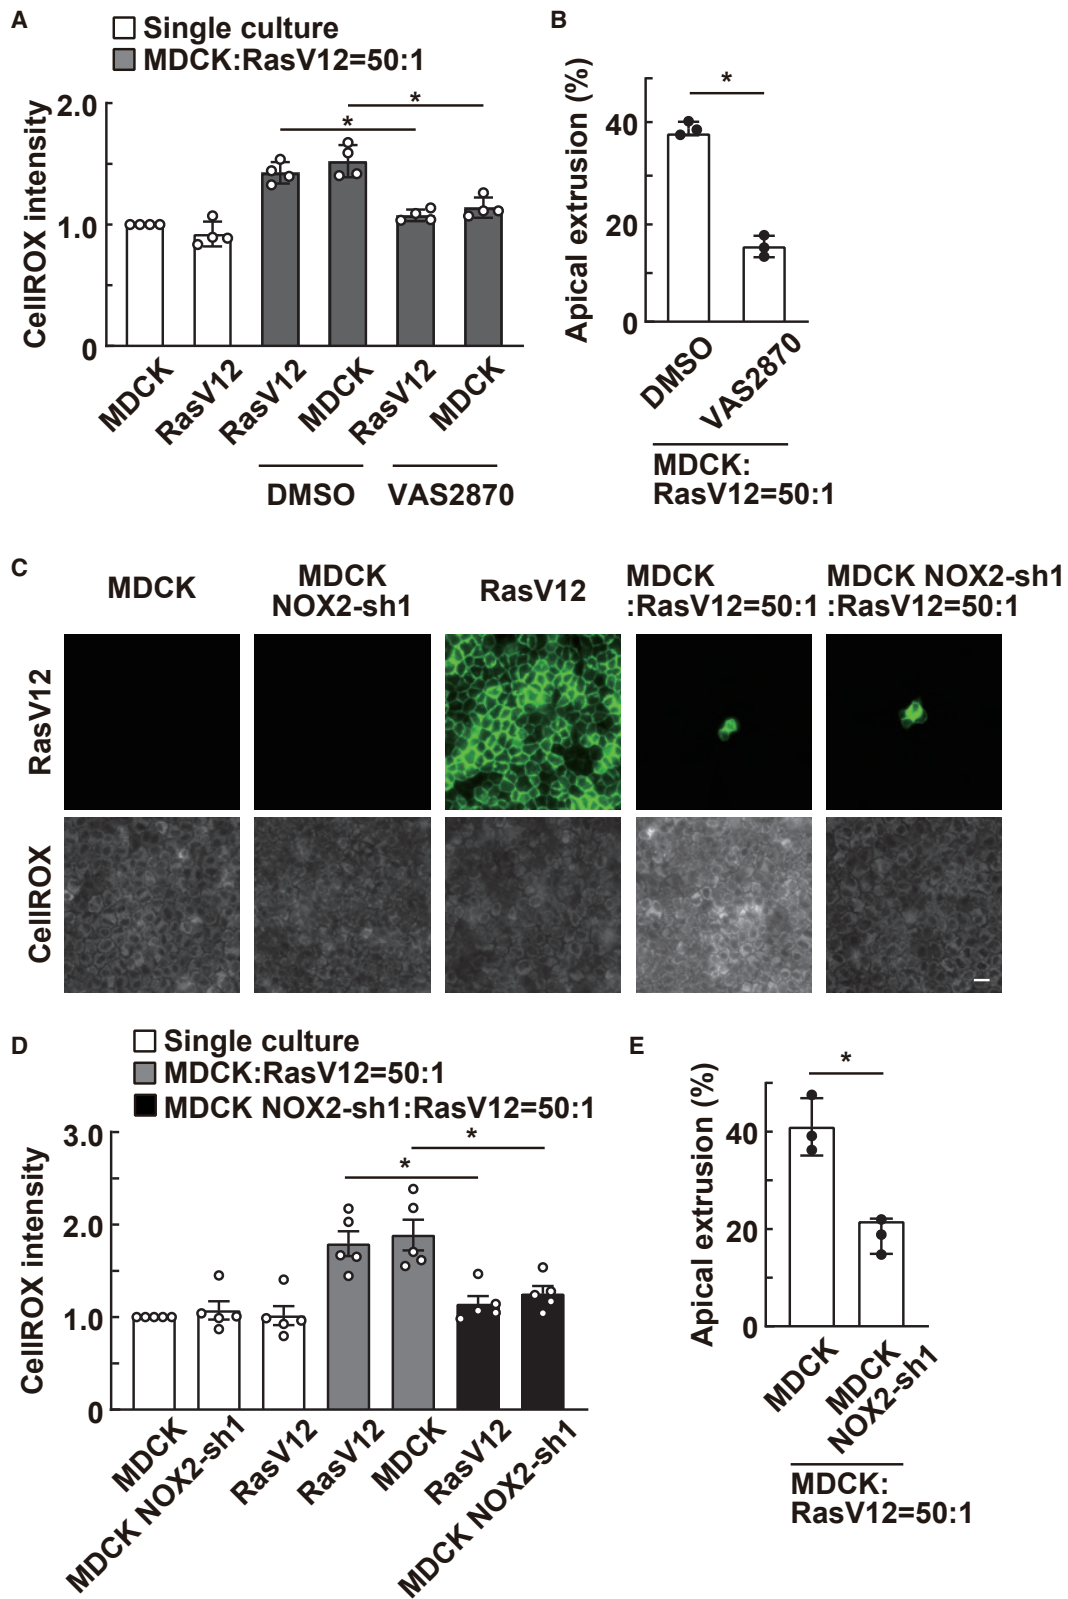 A
Single culture
MDCK:RasV12=50:1
CellROX intensity
2.0
1.0
0
*
*
MDCK
RasV12
RasV12
MDCK
RasV12
MDCK
DMSO
VAS2870
B
Apical extrusion (%)
40
20
0
*
DMSO
VAS2870
MDCK:
RasV12=50:1
C
MDCK
MDCK
NOX2-sh1
RasV12
MDCK
:RasV12=50:1
MDCK NOX2-sh1
:RasV12=50:1
RasV12
CellROX
D
Single culture
MDCK:RasV12=50:1
MDCK NOX2-sh1:RasV12=50:1
CellROX intensity
3.0
2.0
1.0
0
*
*
MDCK
MDCK NOX2-sh1
RasV12
RasV12
MDCK
RasV12
MDCK NOX2-sh1
E
Apical extrusion (%)
40
20
0
*
MDCK
MDCK
NOX2-sh1
MDCK:
RasV12=50:1